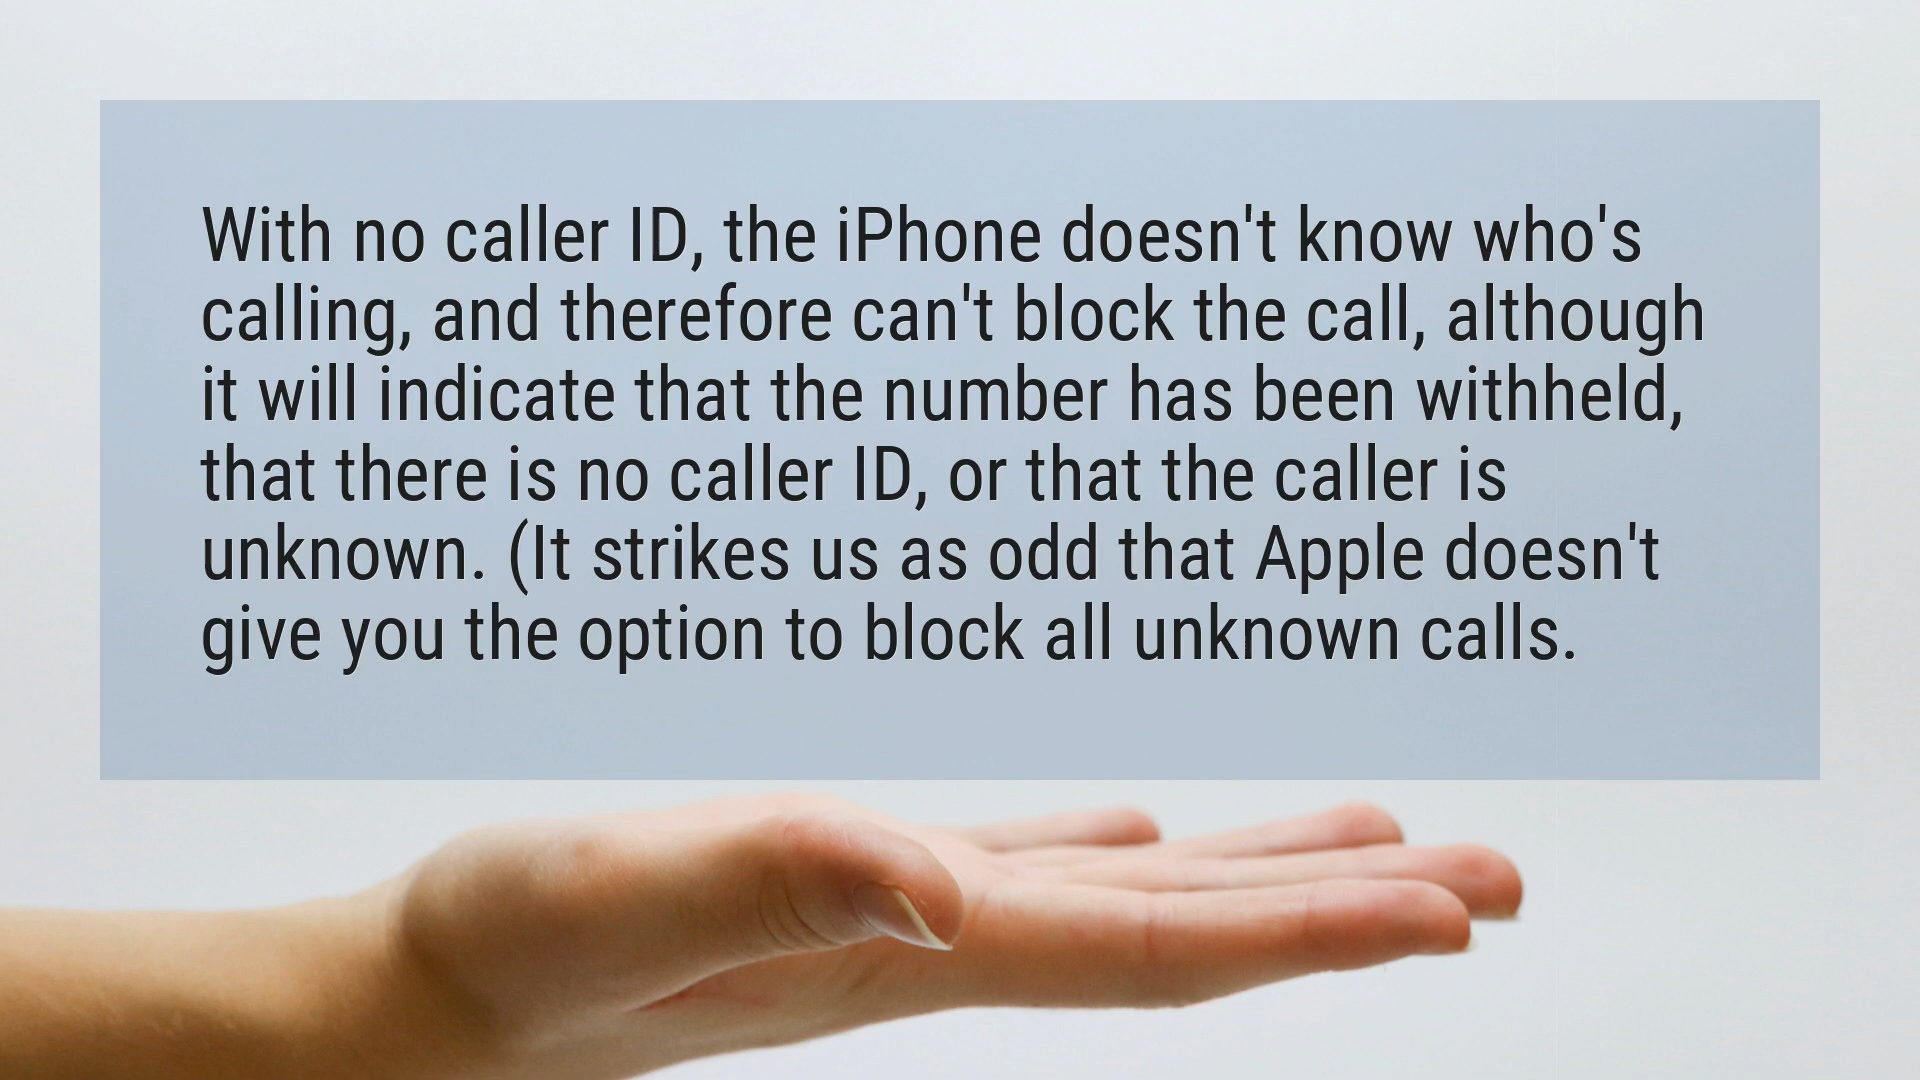 With no caller ID, the iPhone doesn't know who's
calling, and therefore can't block the call, although
it will indicate that the number has been withheld,
that there is no caller ID, or that the caller is
unknown. (It strikes us as odd that Apple doesn't
give you the option to block all unknown calls.